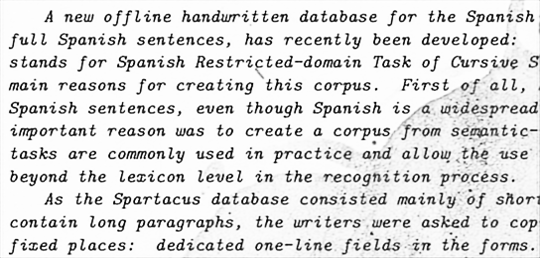 A new offline handwritten database for the Spanish
full Spanish sentences, has recently been developed:
stands for Spanish Restricted-domain Task of Cursive
main reasons for creating this corpus. First of all,
Spanish sentences, even though Spanish is a widespread
important reason was to create a corpus from semantic-
tasks are commonly used in practice and allow the use
beyond the lexicon level in the recognition process.
As the Spartacus database consisted mainly of short
contain long paragraphs, the writers were asked to
fixed places: dedicated one-line fields in the forms.